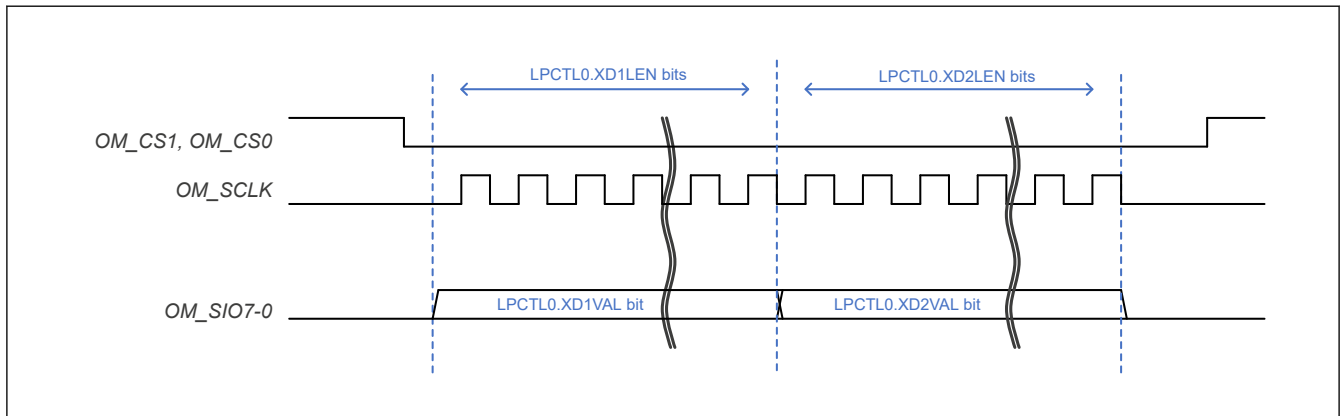 LPCTL0.XD1LEN bits
LPCTL0.XD2LEN bits
OM_CS1, OM_CS0
OM_SCLK
OM_SIO7-0
LPCTL0.XD1VAL bit
LPCTL0.XD2VAL bit